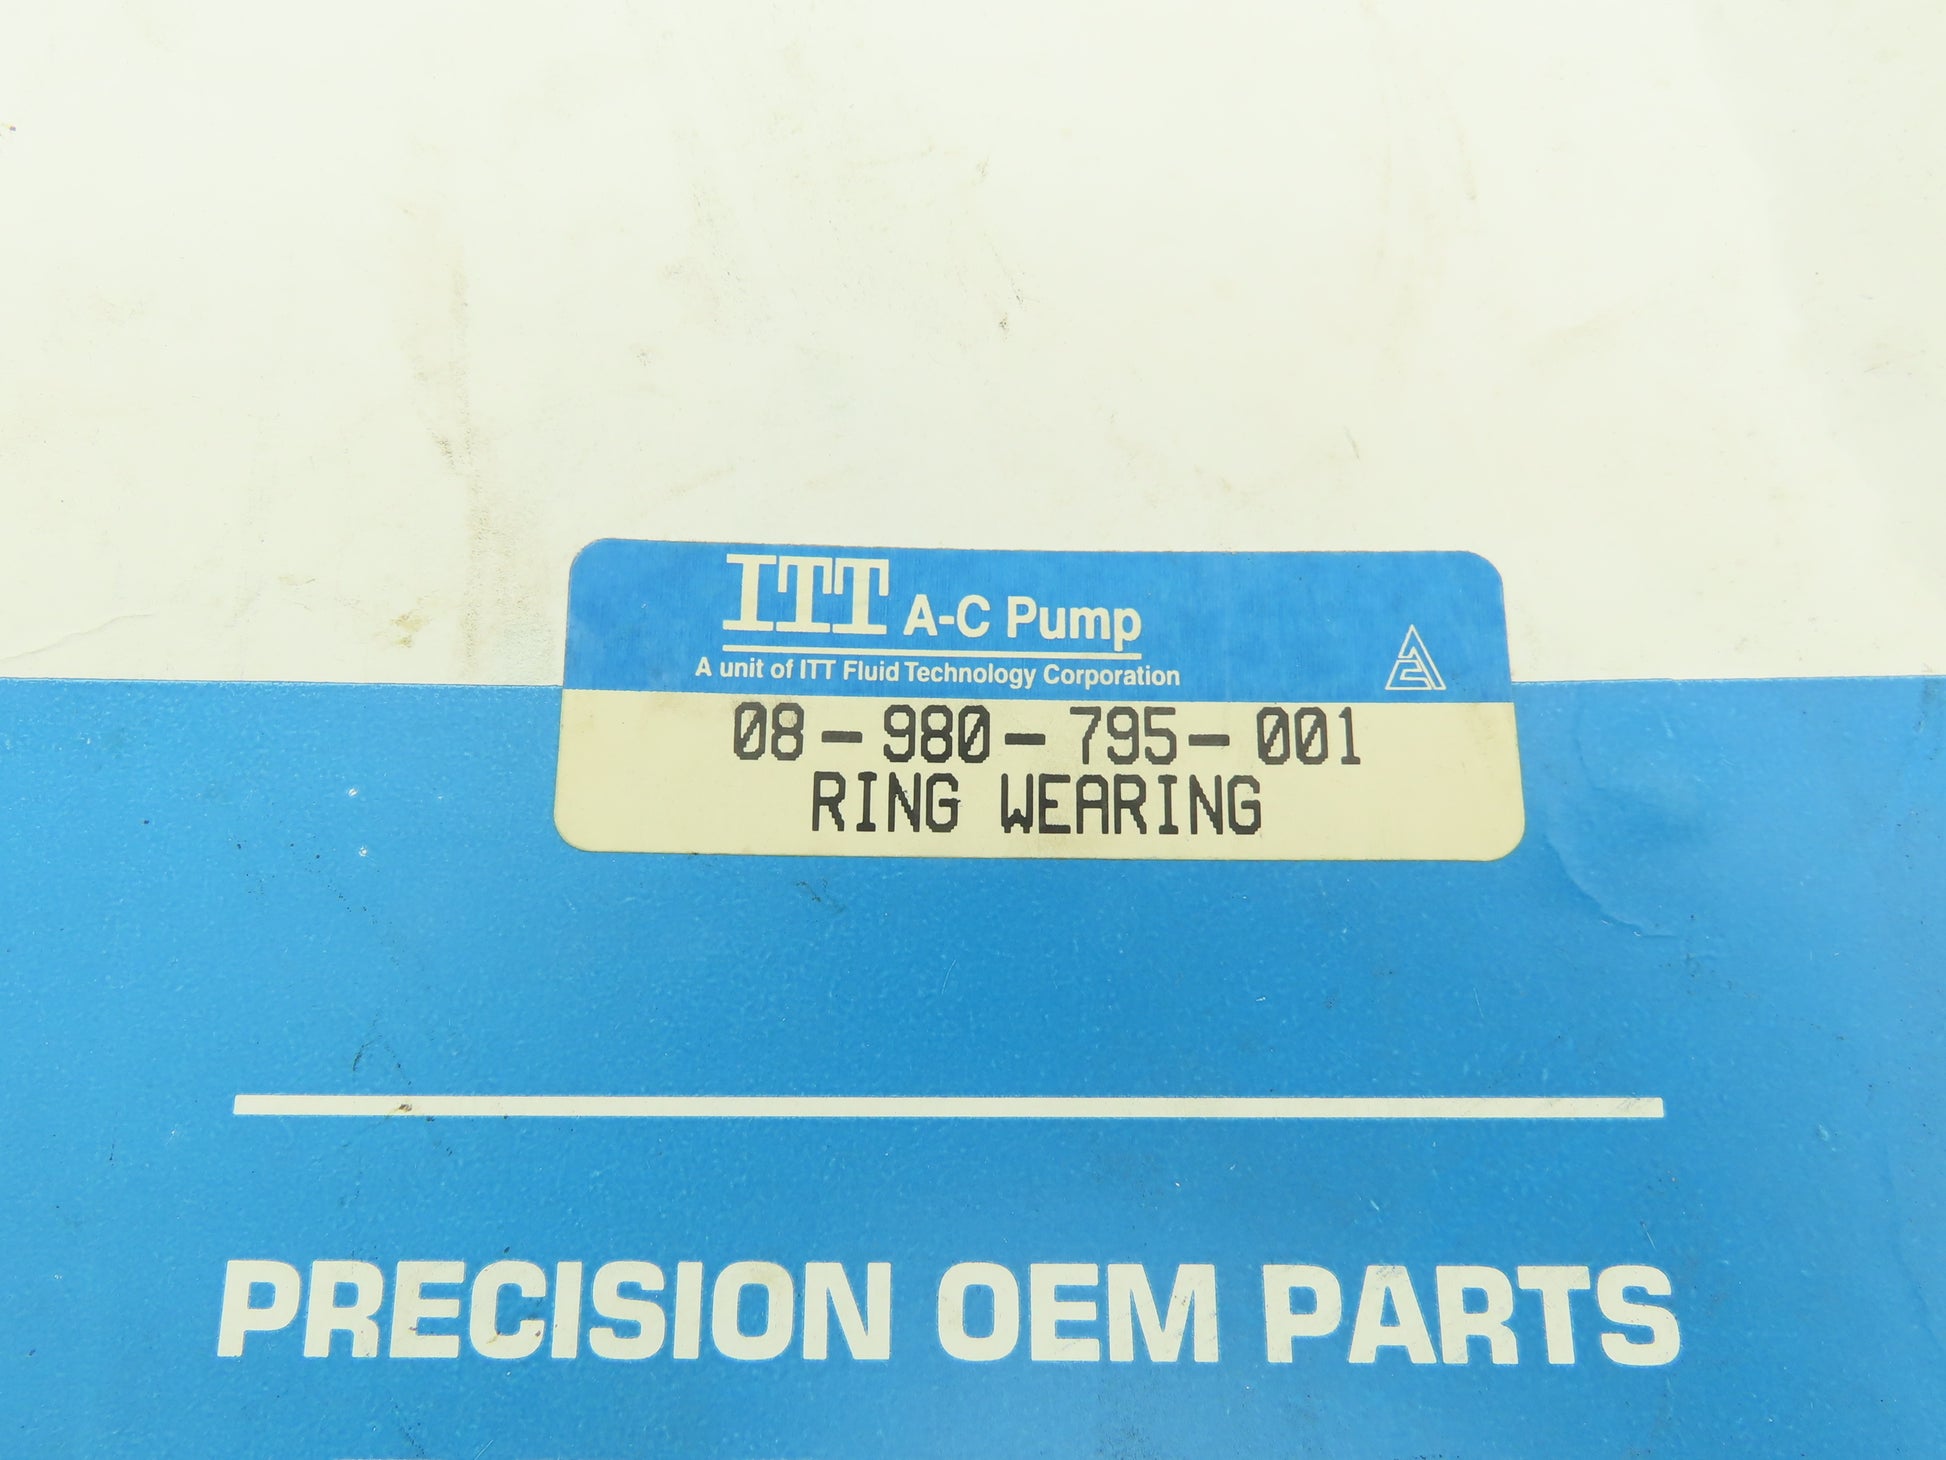 ITT A-C Pump
A unit of ITT Fluid Technology Corporation
08-980-795-001
RING WEARING
PRECISION OEM PARTS